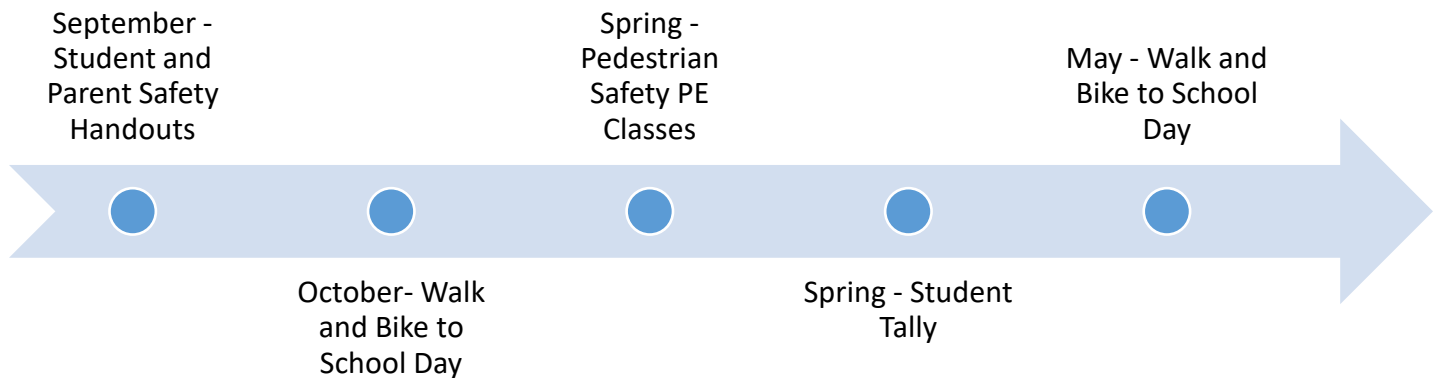 September -
Student and
Parent Safety
Handouts
October- Walk
and Bike to
School Day
Spring -
Pedestrian
Safety PE
Classes
Spring - Student
Tally
May - Walk and
Bike to School
Day